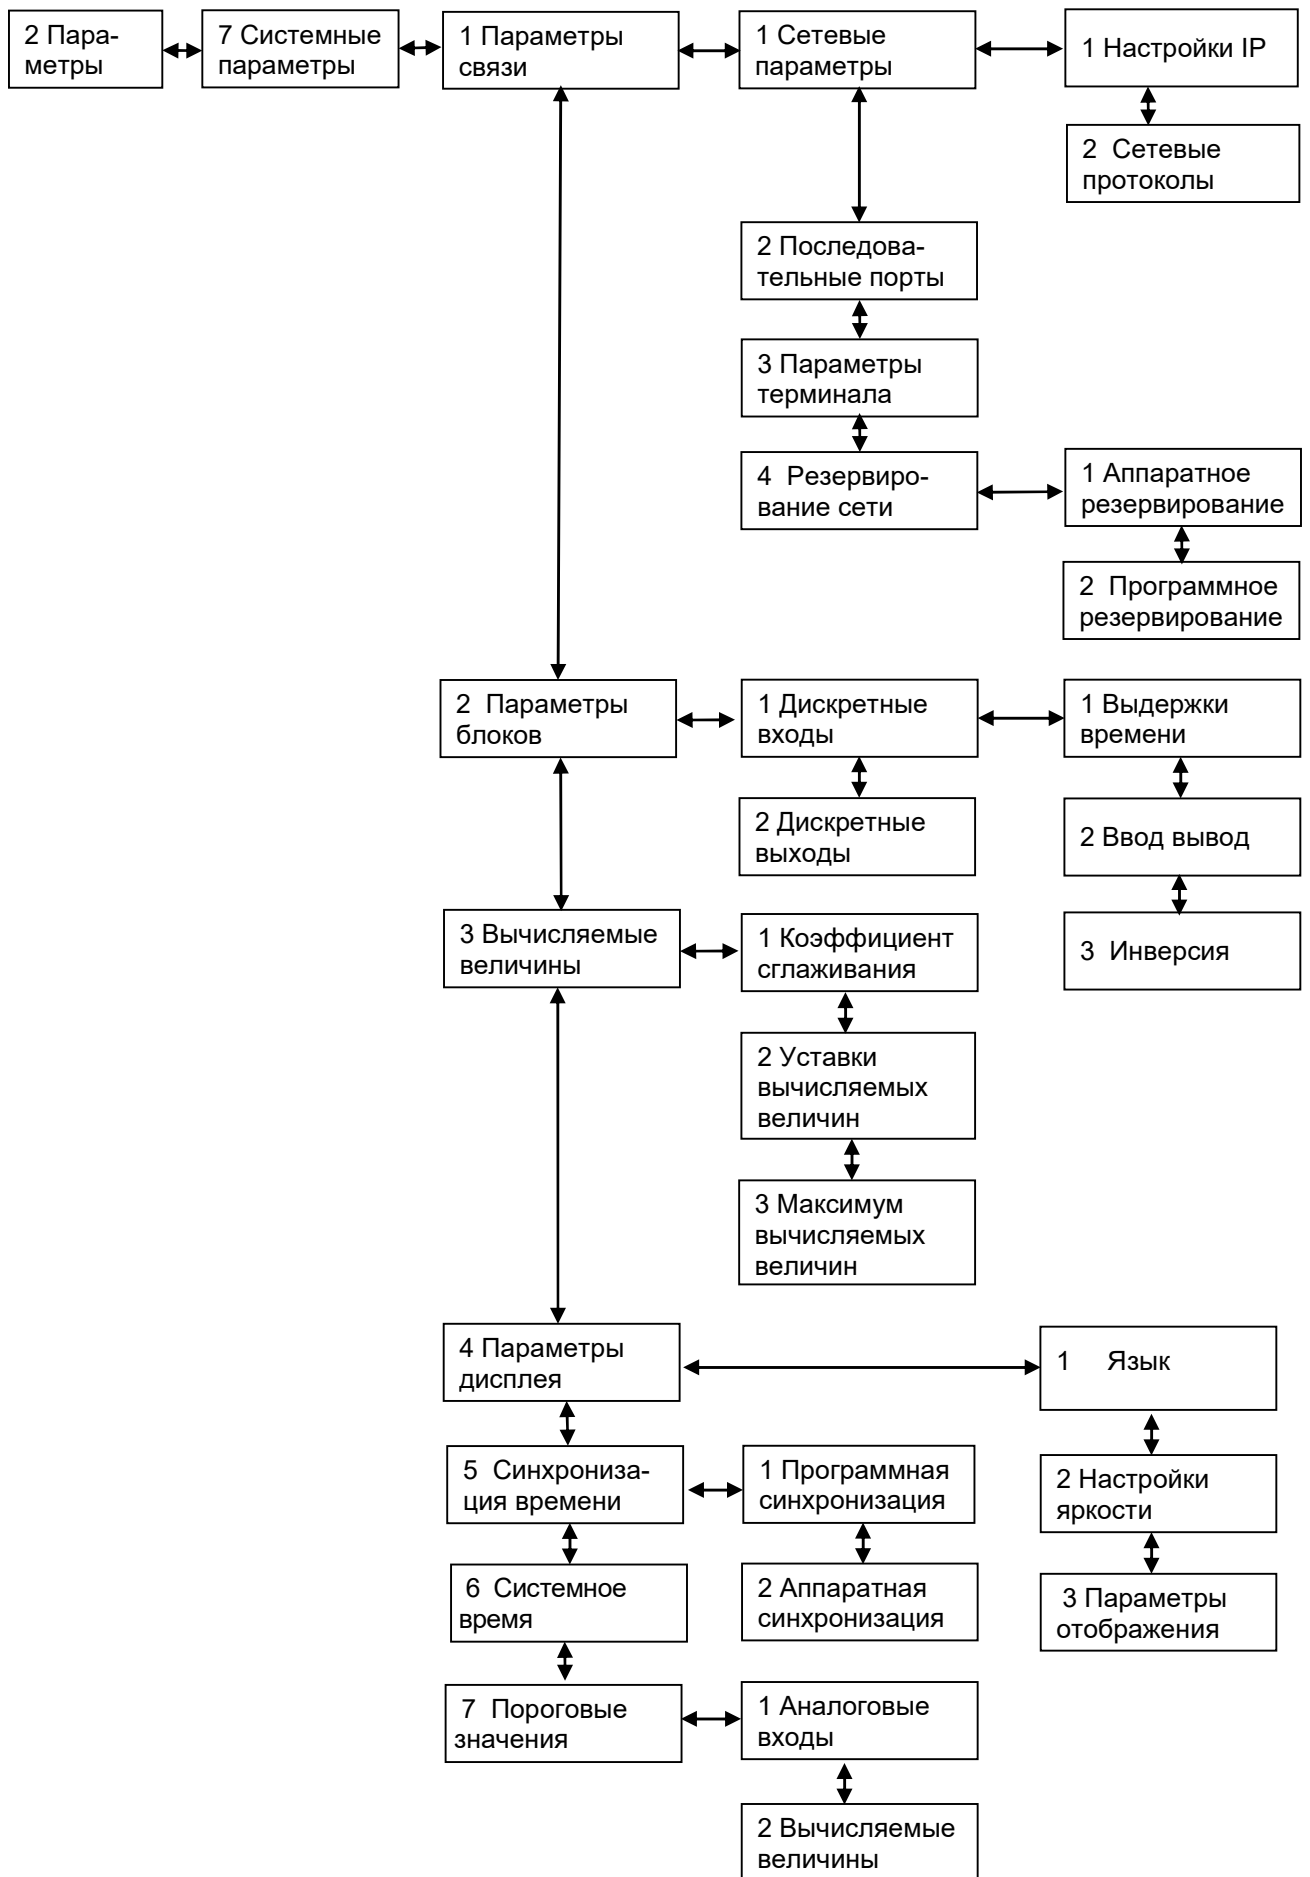 2 Пара-
метры
7 Системные
параметры
1 Параметры
связи
1 Сетевые
параметры
1 Настройки IP
2 Сетевые
протоколы
2 Последова-
тельные порты
3 Параметры
терминала
4 Резервиро-
вание сети
1 Аппаратное
резервирование
2 Программное
резервирование
2 Параметры
блоков
1 Дискретные
входы
1 Выдержки
времени
2 Дискретные
выходы
2 Ввод вывод
3 Инверсия
3 Вычисляемые
величины
1 Коэффициент
сглаживания
2 Уставки
вычисляемых
величин
3 Максимум
вычисляемых
величин
4 Параметры
дисплея
1 Язык
2 Настройки
яркости
3 Параметры
отображения
5 Синхрониза-
ция времени
1 Программная
синхронизация
2 Аппаратная
синхронизация
6 Системное
время
7 Пороговые
значения
1 Аналоговые
входы
2 Вычисляемые
величины